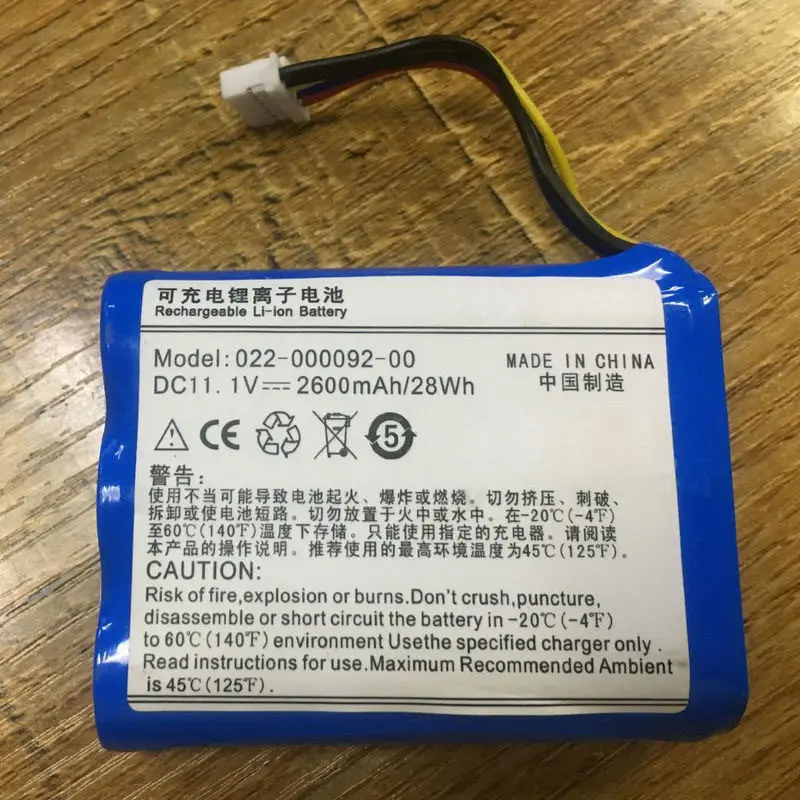 可充电锂离子电池
Rechargeable Li-ion Battery
Model:022-000092-00
DC11.1V⎓2600mAh/28Wh
MADE IN CHINA
中国制造
CE
5
警告:
使用不当可能导致电池起火、爆炸或燃烧。切勿挤压、刺破、
拆卸或使电池短路。切勿放置于火中或水中。在-20℃(-4℉)
至60℃(140℉)温度下存储。只能使用指定的充电器。请阅读
本产品的操作说明。推荐使用的最高环境温度为45℃(125℉)。
CAUTION:
Risk of fire,explosion or burns.Don't crush,puncture,
disassemble or short circuit the battery in -20℃(-4℉)
to 60℃(140℉) environment Usethe specified charger only .
Read instructions for use.Maximum Recommended Ambient
is 45℃(125℉).